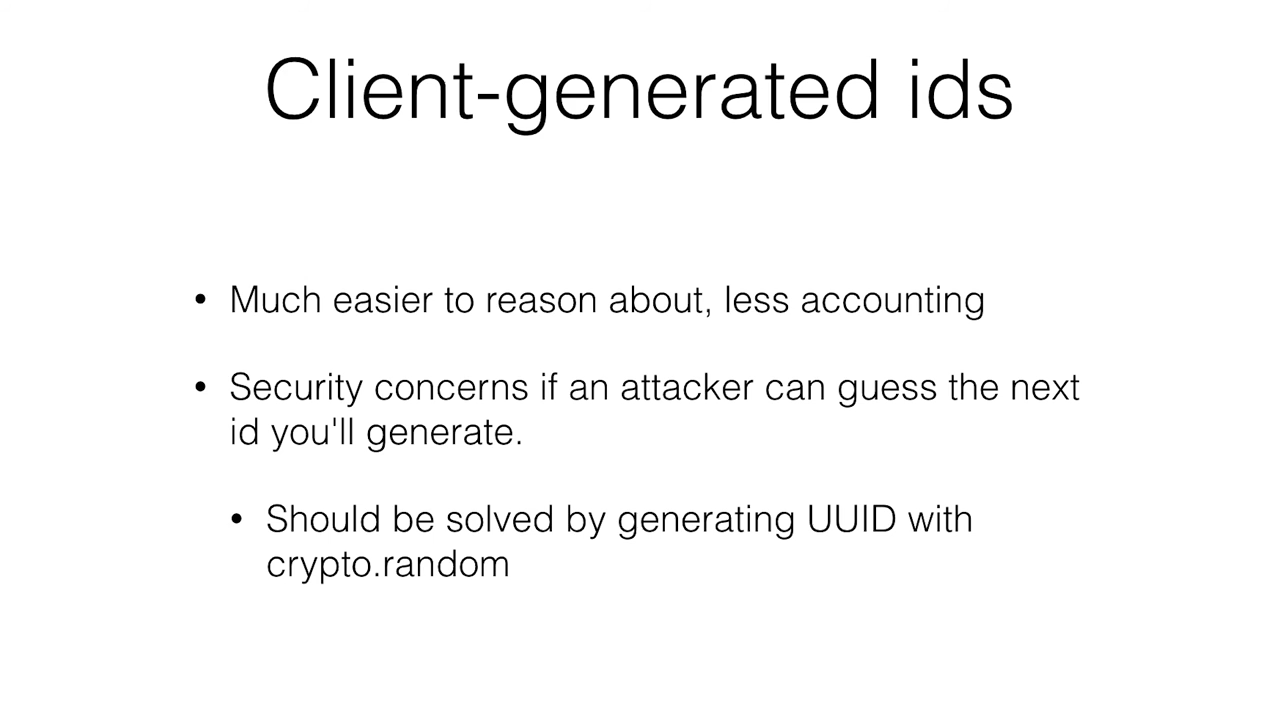 Client-generated ids
• Much easier to reason about, less accounting
• Security concerns if an attacker can guess the next
id you'll generate.
• Should be solved by generating UUID with
crypto.random